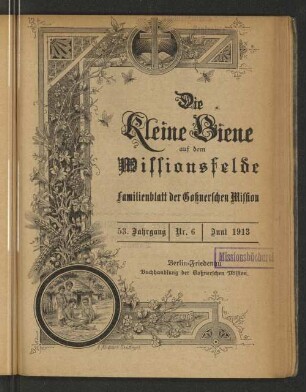 Die
Kleine Biene
auf dem
Missionsfelde
Familienblatt der Goßnerschen Mission
53. Jahrgang | Nr. 6 | Juni 1913
Berlin-Friedenau
Missionsbücherei
Buchhandlung der Goßnerschen Mission.